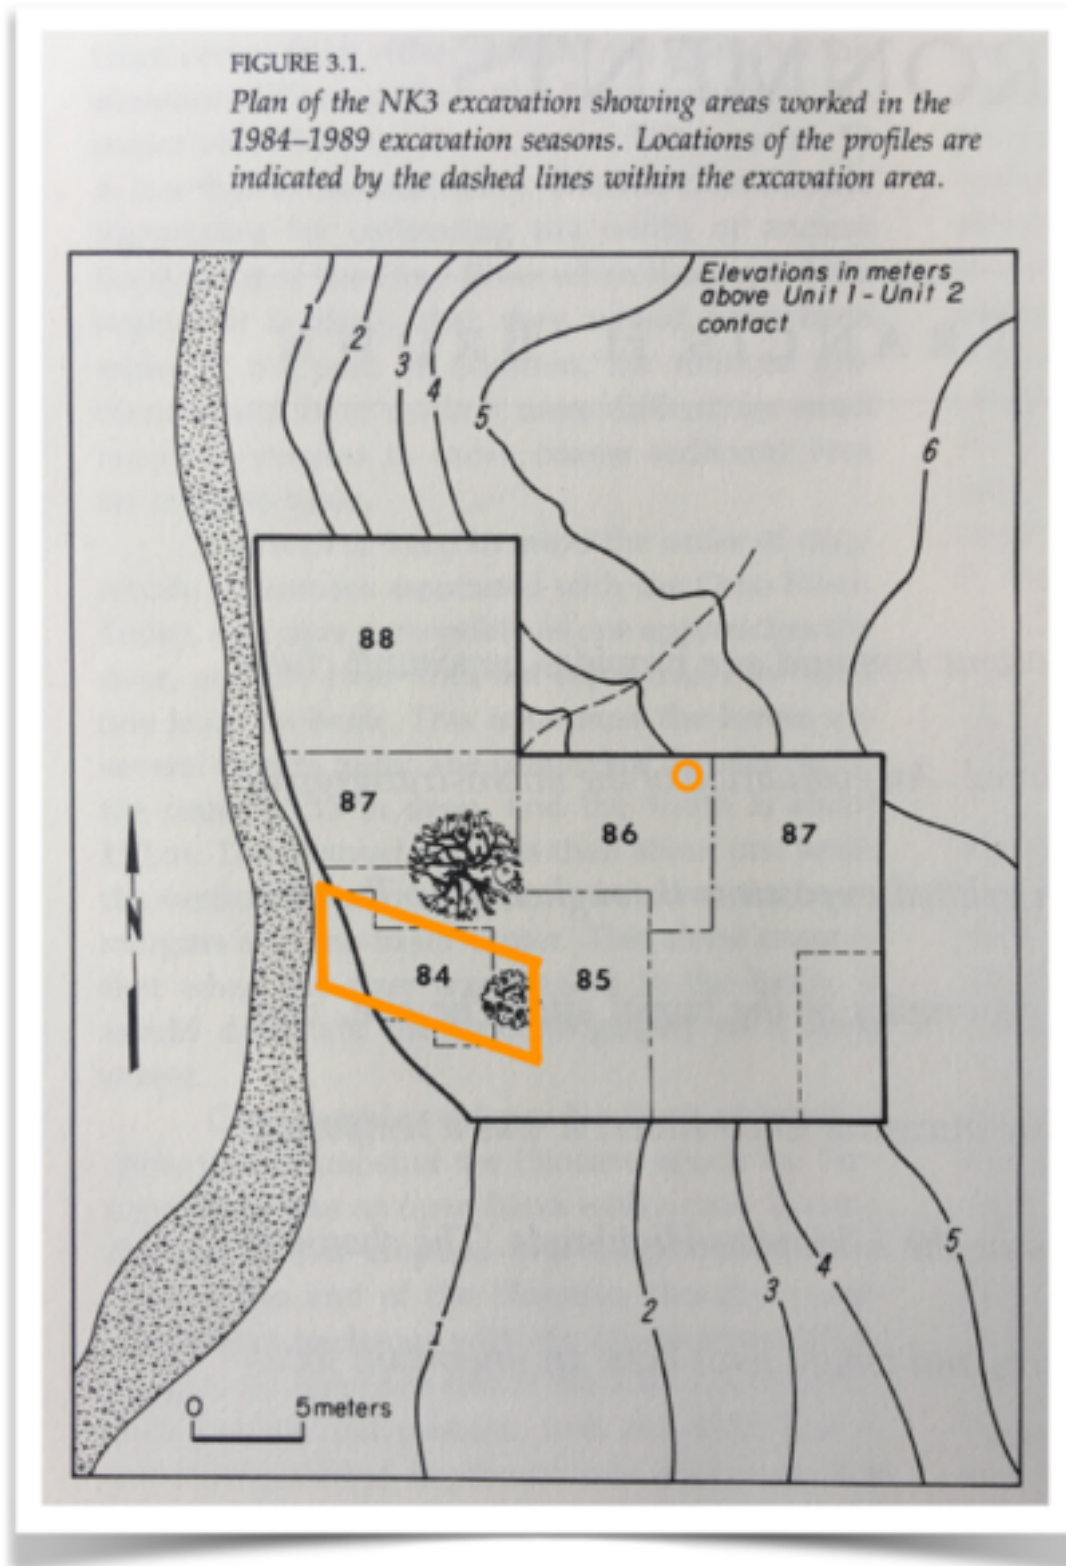 FIGURE 3.1.
Plan of the NK3 excavation showing areas worked in the
1984–1989 excavation seasons. Locations of the profiles are
indicated by the dashed lines within the excavation area.
Elevations in meters
above Unit 1 - Unit 2
contact
1
2
3
4
5
6
88
87
86
87
N
84
85
1
2
3
4
5
0 5 meters